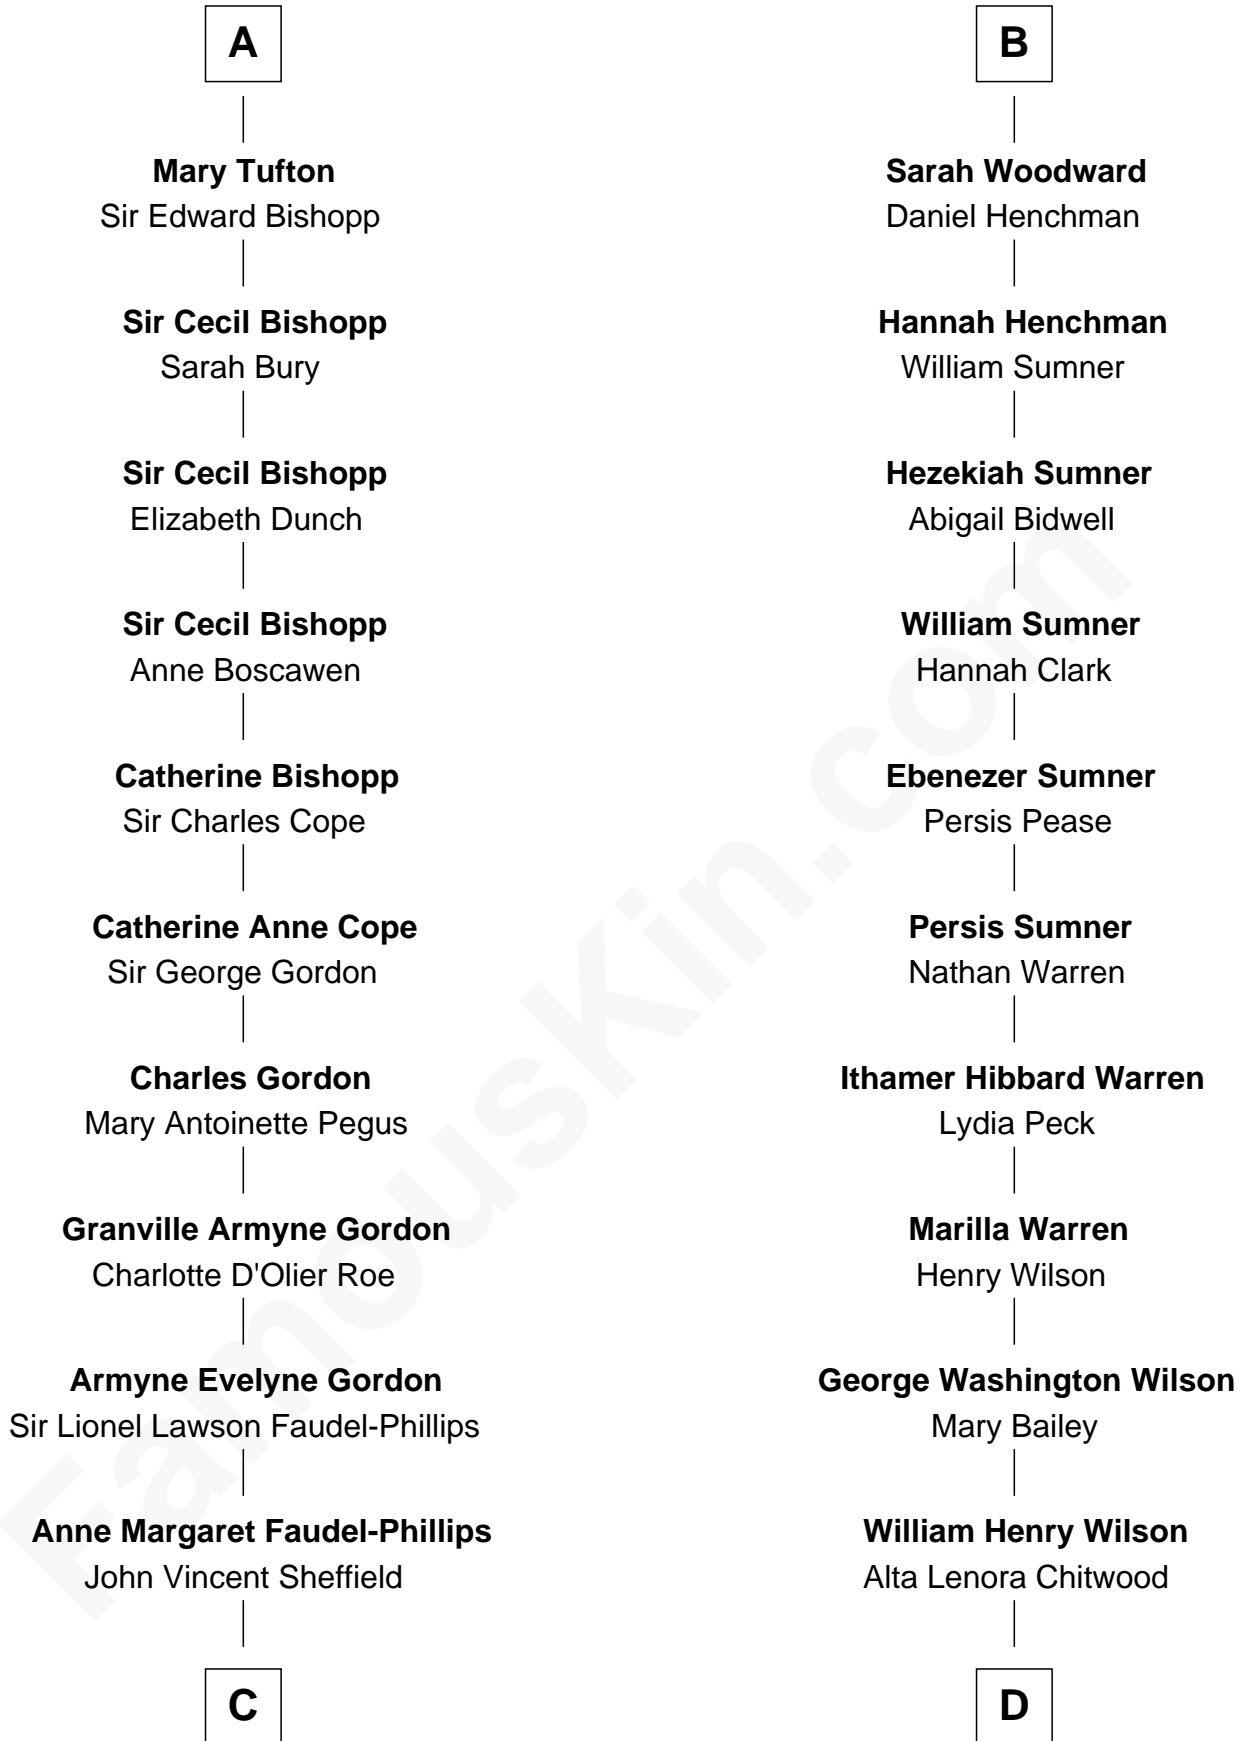 A
Mary Tufton
Sir Edward Bishopp
Sir Cecil Bishopp
Sarah Bury
Sir Cecil Bishopp
Elizabeth Dunch
Sir Cecil Bishopp
Anne Boscawen
Catherine Bishopp
Sir Charles Cope
Catherine Anne Cope
Sir George Gordon
Charles Gordon
Mary Antoinette Pegus
Granville Armyne Gordon
Charlotte D'Olier Roe
Armyne Evelyne Gordon
Sir Lionel Lawson Faudel-Phillips
Anne Margaret Faudel-Phillips
John Vincent Sheffield
C
B
Sarah Woodward
Daniel Henchman
Hannah Henchman
William Sumner
Hezekiah Sumner
Abigail Bidwell
William Sumner
Hannah Clark
Ebenezer Sumner
Persis Pease
Persis Sumner
Nathan Warren
Ithamer Hibbard Warren
Lydia Peck
Marilla Warren
Henry Wilson
George Washington Wilson
Mary Bailey
William Henry Wilson
Alta Lenora Chitwood
D
FamousKin.com